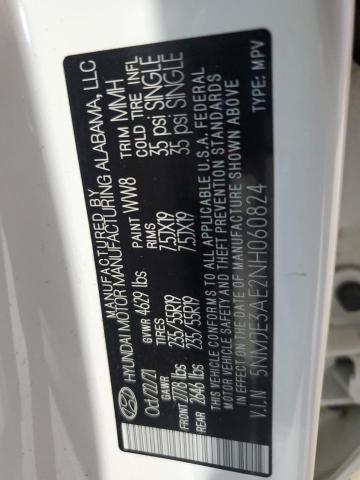 MANUFACTURED BY
HYUNDAI MOTOR MANUFACTURING ALABAMA, LLC
Oct/22/21 GVWR 4629 lbs PAINT WW8 TRIM MMH
TIRES RIMS COLD TIRE INFL
Front 2778 lbs 235/55R19 7.5JX19 35 psi SINGLE
Rear 2646 lbs 235/55R19 7.5JX19 35 psi SINGLE
THIS VEHICLE CONFORMS TO ALL APPLICABLE U.S.A. FEDERAL
MOTOR VEHICLE SAFETY AND THEFT PREVENTION STANDARDS
IN EFFECT ON THE DATE OF MANUFACTURE SHOWN ABOVE.
V.I.N 5NMJE3AE2NH060824 TYPE: MPV